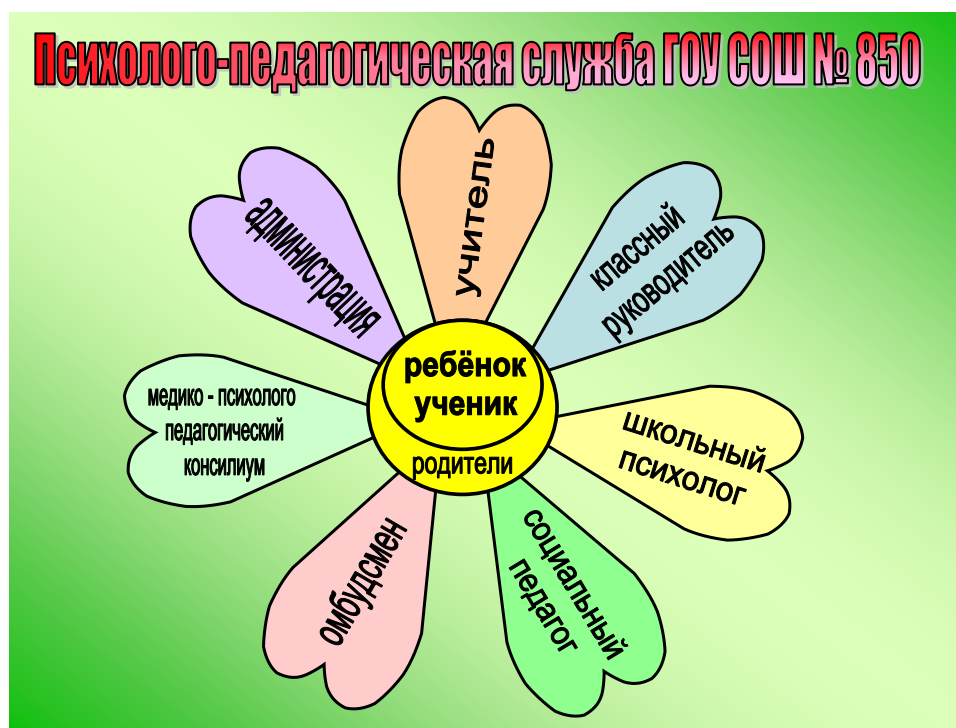 Психолого-педагогическая служба ГОУ СОШ № 850
учитель
классный
руководитель
школьный
психолог
социальный
педагог
омбудсмен
медико - психолого
педагогический
консилиум
администрация
ребёнок
ученик
родители